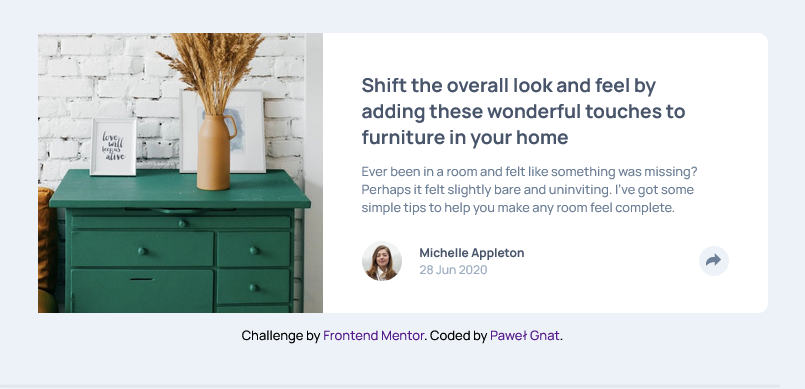 love
will
keep us
alive
Shift the overall look and feel by
adding these wonderful touches to
furniture in your home
Ever been in a room and felt like something was missing?
Perhaps it felt slightly bare and uninviting. I've got some
simple tips to help you make any room feel complete.
Michelle Appleton
28 Jun 2020
Challenge by Frontend Mentor. Coded by Paweł Gnat.